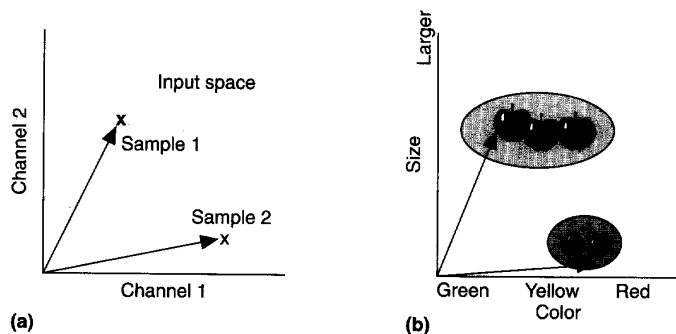 Channel 2
Input space
x
Sample 1
Sample 2
x
Channel 1
(a)
Larger
Size
Green Yellow Red
Color
(b)